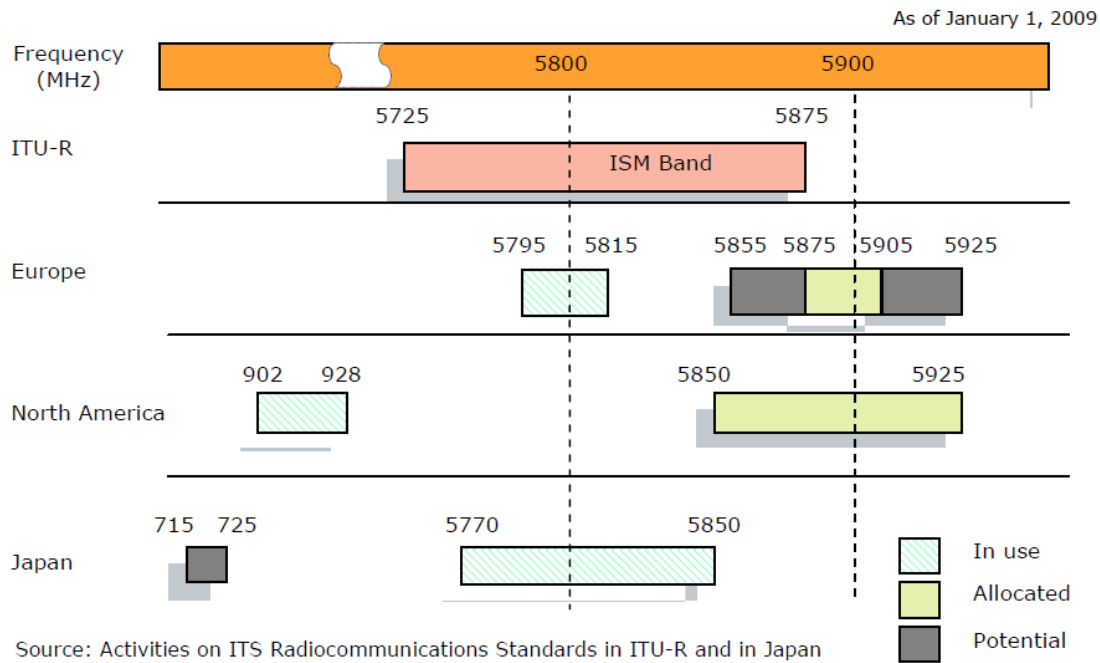 As of January 1, 2009
Frequency
(MHz)
5800 5900
5725 5875
ITU-R
ISM Band
5795 5815 5855 5875 5905 5925
Europe
902 928 5850 5925
North America
715 725 5770 5850
Japan
In use
Allocated
Potential
Source: Activities on ITS Radiocommunications Standards in ITU-R and in Japan